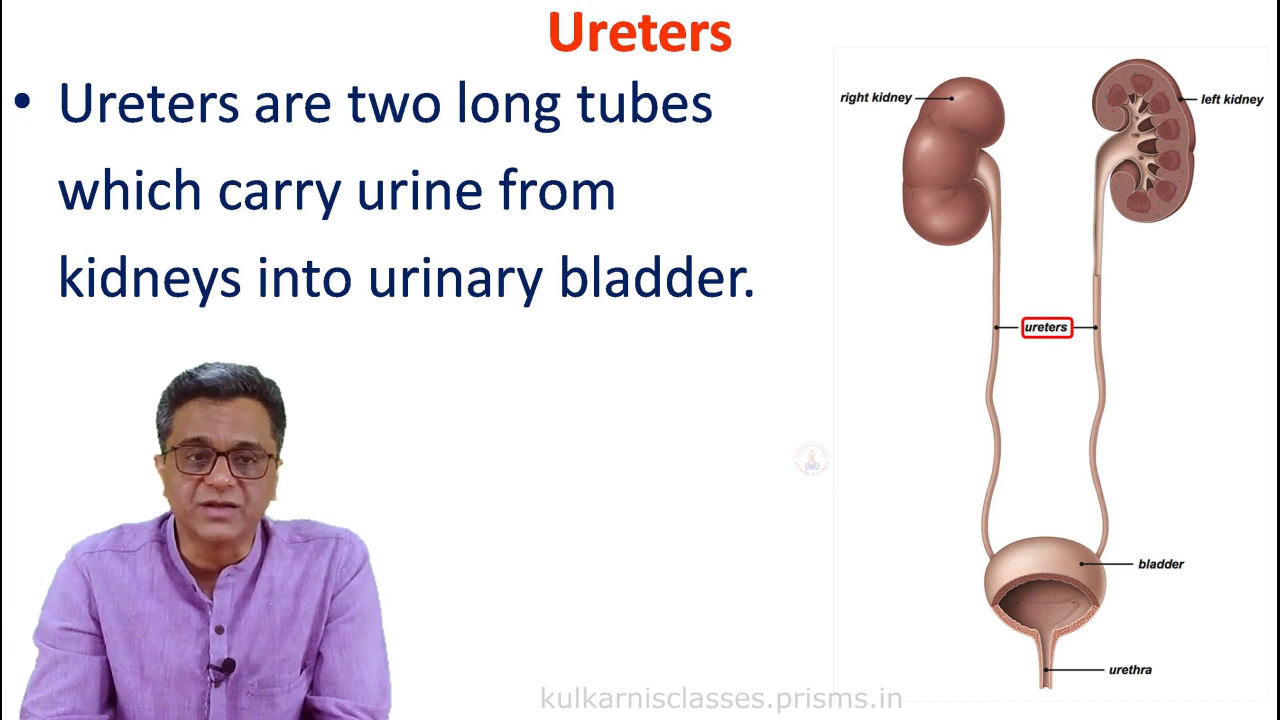 Ureters
• Ureters are two long tubes
which carry urine from
kidneys into urinary bladder.
right kidney
left kidney
ureters
bladder
urethra
kulkarnisclasses.prisms.in